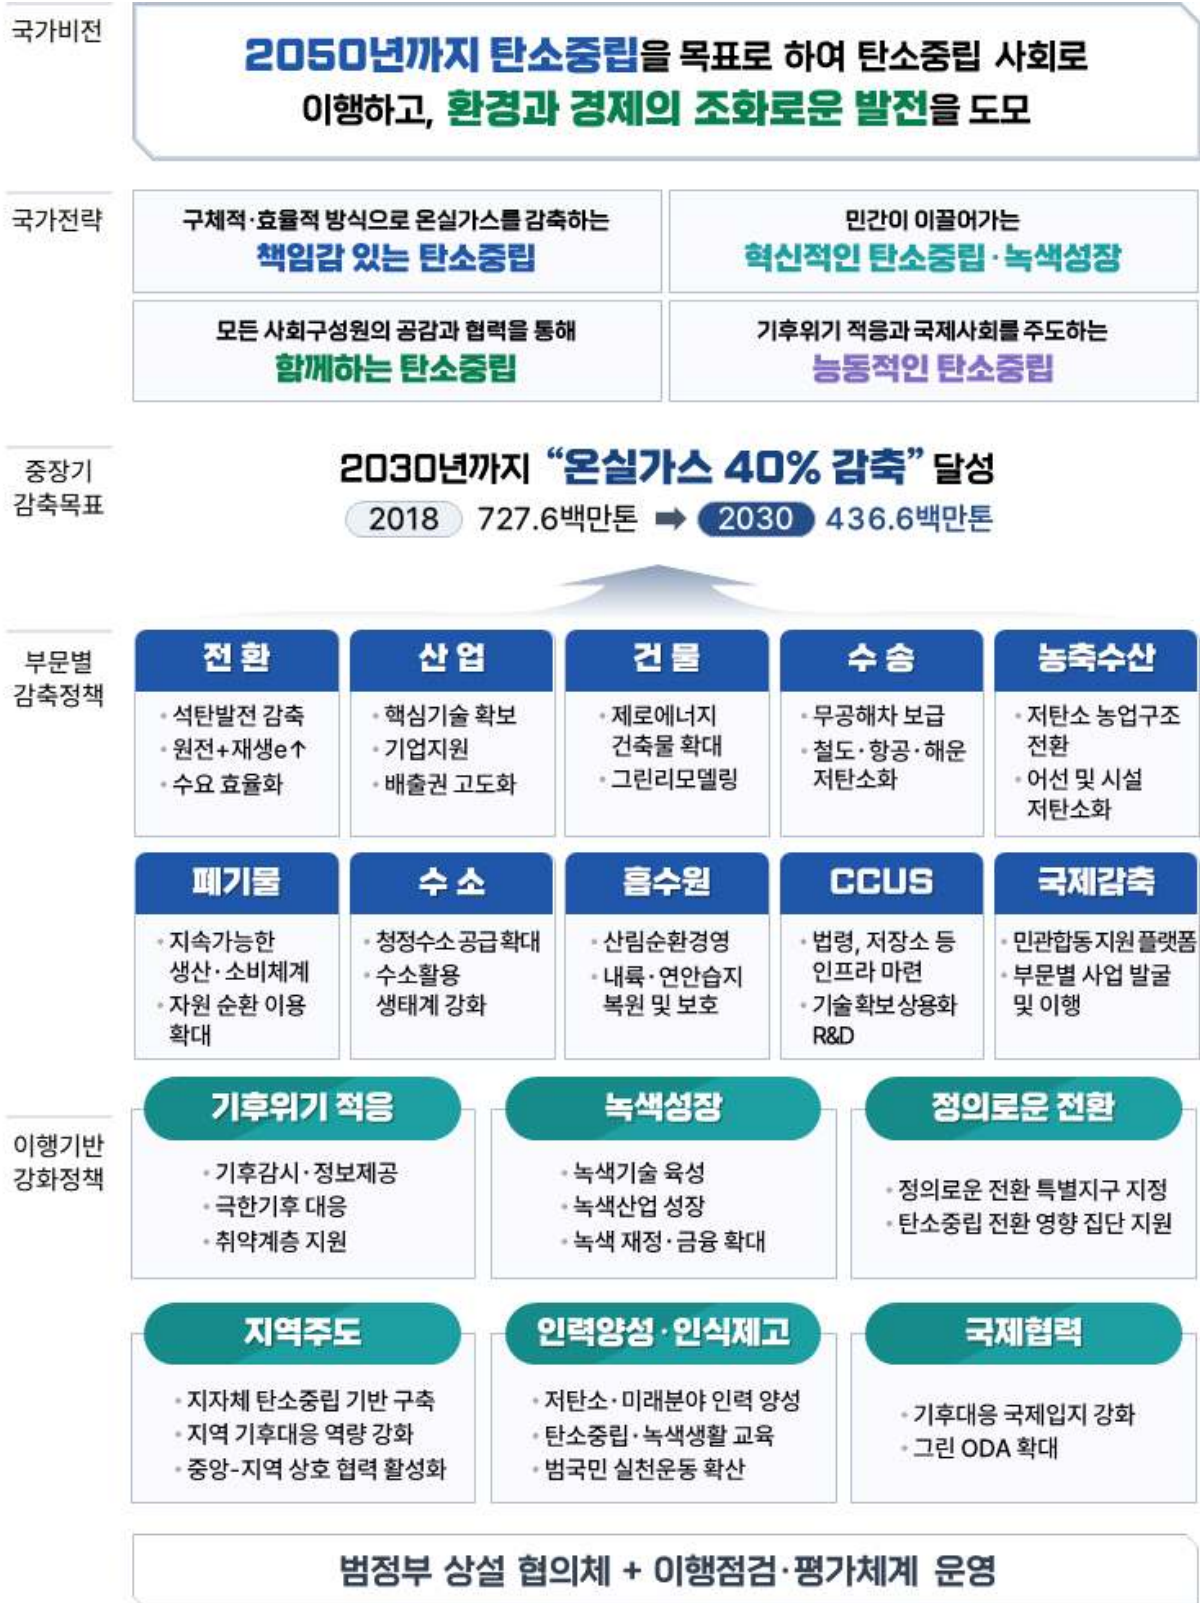 국가비전
2050년까지 탄소중립을 목표로 하여 탄소중립 사회로
이행하고, 환경과 경제의 조화로운 발전을 도모
국가전략
구체적·효율적 방식으로 온실가스를 감축하는
책임감 있는 탄소중립
민간이 이끌어가는
혁신적인 탄소중립·녹색성장
모든 사회구성원의 공감과 협력을 통해
함께하는 탄소중립
기후위기 적응과 국제사회를 주도하는
능동적인 탄소중립
중장기
감축목표
2030년까지 “온실가스 40% 감축” 달성
2018 727.6백만톤 ➡ 2030 436.6백만톤
부문별
감축정책
전 환
• 석탄발전 감축
• 원전+재생e↑
• 수요 효율화
산 업
• 핵심기술 확보
• 기업지원
• 배출권 고도화
건 물
• 제로에너지
건축물 확대
• 그린리모델링
수 송
• 무공해차 보급
• 철도·항공·해운
저탄소화
농축수산
• 저탄소 농업구조
전환
• 어선 및 시설
저탄소화
폐기물
• 지속가능한
생산·소비체계
• 자원 순환 이용
확대
수 소
• 청정수소 공급 확대
• 수소활용
생태계 강화
흡수원
• 산림순환경영
• 내륙·연안습지
복원 및 보호
CCUS
• 법령, 저장소 등
인프라 마련
• 기술확보 상용화
R&D
국제감축
• 민관합동 지원 플랫폼
• 부문별 사업 발굴
및 이행
이행기반
강화정책
기후위기 적응
• 기후감시·정보제공
• 극한기후 대응
• 취약계층 지원
녹색성장
• 녹색기술 육성
• 녹색산업 성장
• 녹색 재정·금융 확대
정의로운 전환
• 정의로운 전환 특별지구 지정
• 탄소중립 전환 영향 집단 지원
지역주도
• 지자체 탄소중립 기반 구축
• 지역 기후대응 역량 강화
• 중앙-지역 상호 협력 활성화
인력양성·인식제고
• 저탄소·미래분야 인력 양성
• 탄소중립·녹색생활 교육
• 범국민 실천운동 확산
국제협력
• 기후대응 국제입지 강화
• 그린 ODA 확대
범정부 상설 협의체 + 이행점검·평가체계 운영